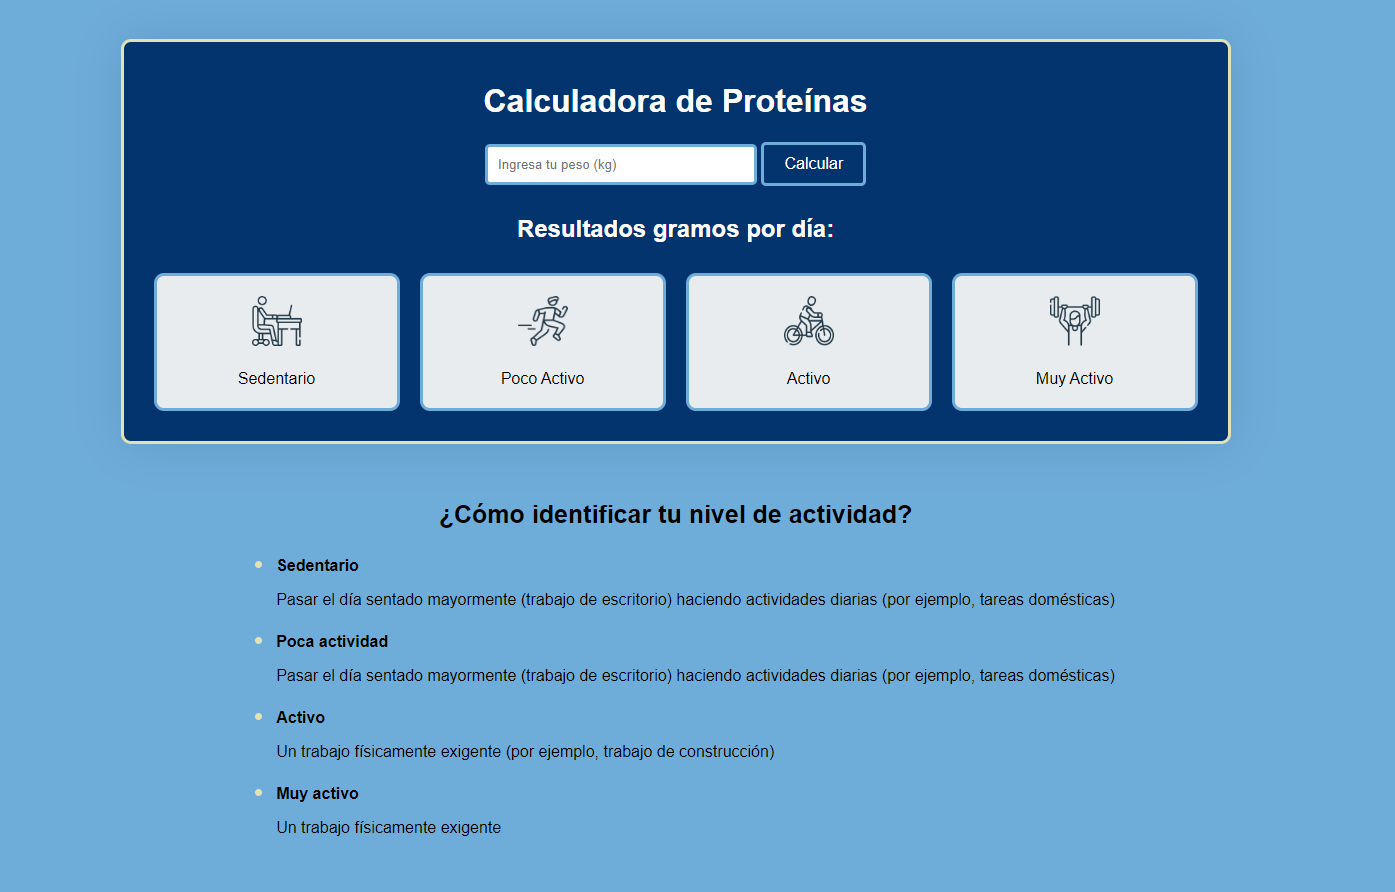 Calculadora de Proteínas
Ingresa tu peso (kg)
Calcular
Resultados gramos por día:
Sedentario
Poco Activo
Activo
Muy Activo
¿Cómo identificar tu nivel de actividad?
Sedentario
Pasar el día sentado mayormente (trabajo de escritorio) haciendo actividades diarias (por ejemplo, tareas domésticas)
Poca actividad
Pasar el día sentado mayormente (trabajo de escritorio) haciendo actividades diarias (por ejemplo, tareas domésticas)
Activo
Un trabajo físicamente exigente (por ejemplo, trabajo de construcción)
Muy activo
Un trabajo físicamente exigente